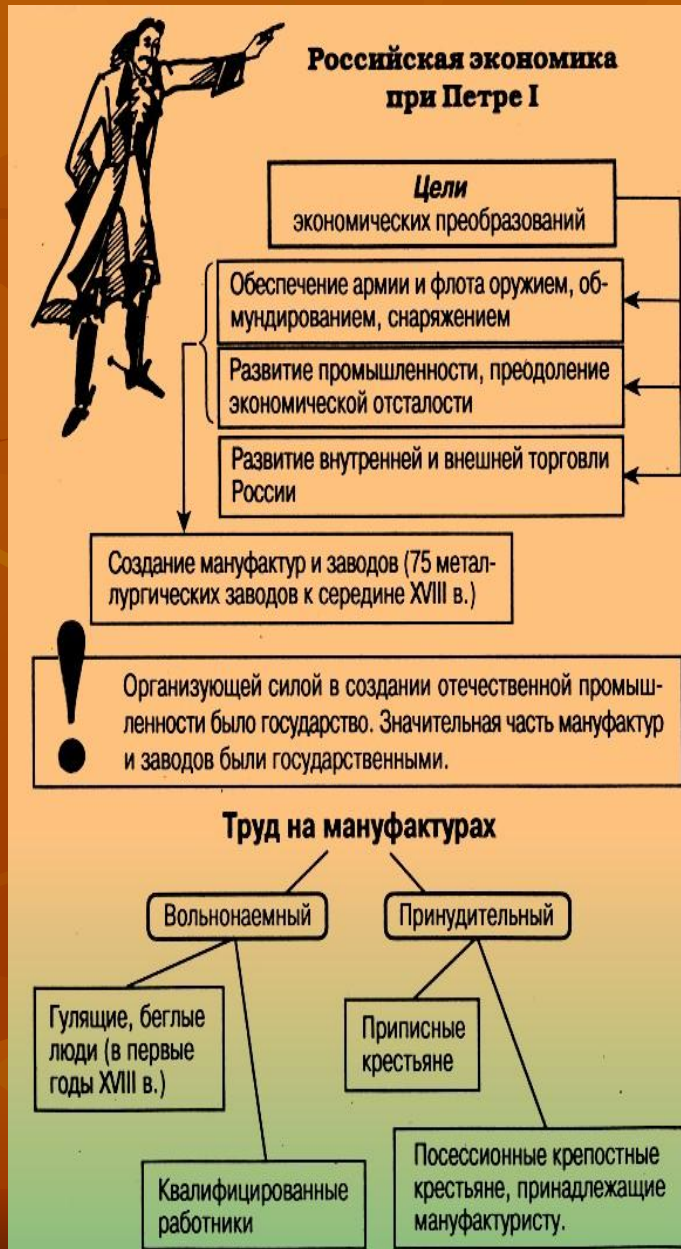 Российская экономика
при Петре I
Цели
экономических преобразований
Обеспечение армии и флота оружием, об-
мундированием, снаряжением
Развитие промышленности, преодоление
экономической отсталости
Развитие внутренней и внешней торговли
России
Создание мануфактур и заводов (75 метал-
лургических заводов к середине XVIII в.)
!
Организующей силой в создании отечественной промыш-
ленности было государство. Значительная часть мануфактур
и заводов были государственными.
Труд на мануфактурах
Вольнонаемный
Принудительный
Гулящие, беглые
люди (в первые
годы XVIII в.)
Приписные
крестьяне
Квалифицированные
работники
Посессионные крепостные
крестьяне, принадлежащие
мануфактуристу.